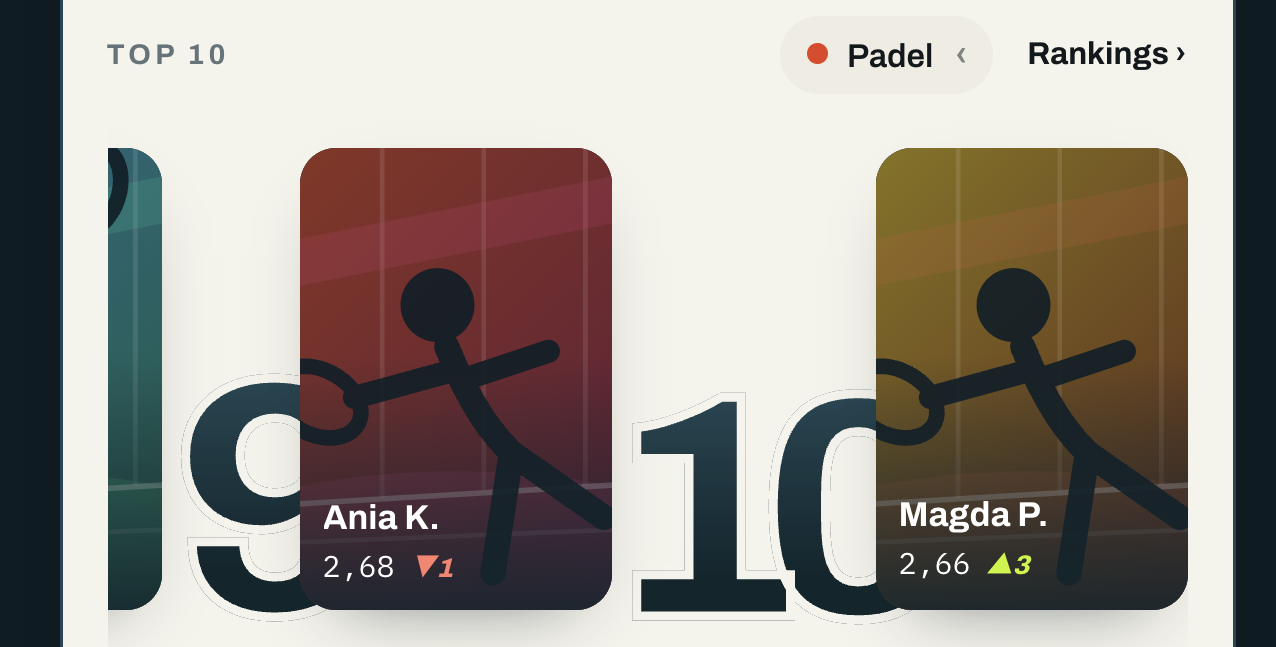 TOP 10
Padel ‹
Rankings ›
9
Ania K.
2,68 ▼1
10
Magda P.
2,66 ▲3